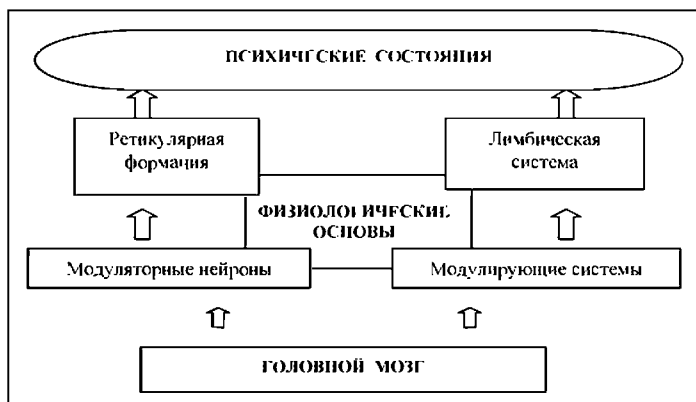 ПСИХИЧЕСКИЕ СОСТОЯНИЯ
Ретикулярная
формация
Лимбическая
система
ФИЗИОЛОГИЧЕСКИЕ
ОСНОВЫ
Модуляторные нейроны
Модулирующие системы
ГОЛОВНОЙ МОЗГ